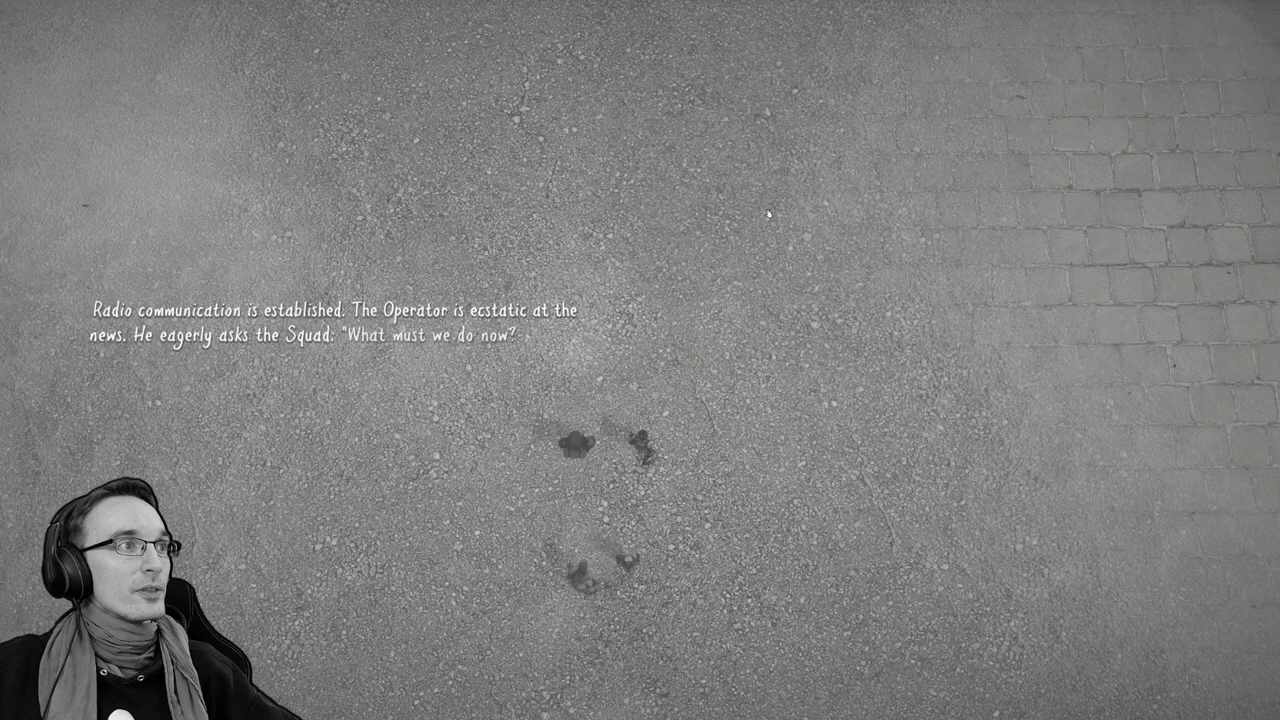 Radio communication is established. The Operator is ecstatic at the
news. He eagerly asks the Squad: "What must we do now?